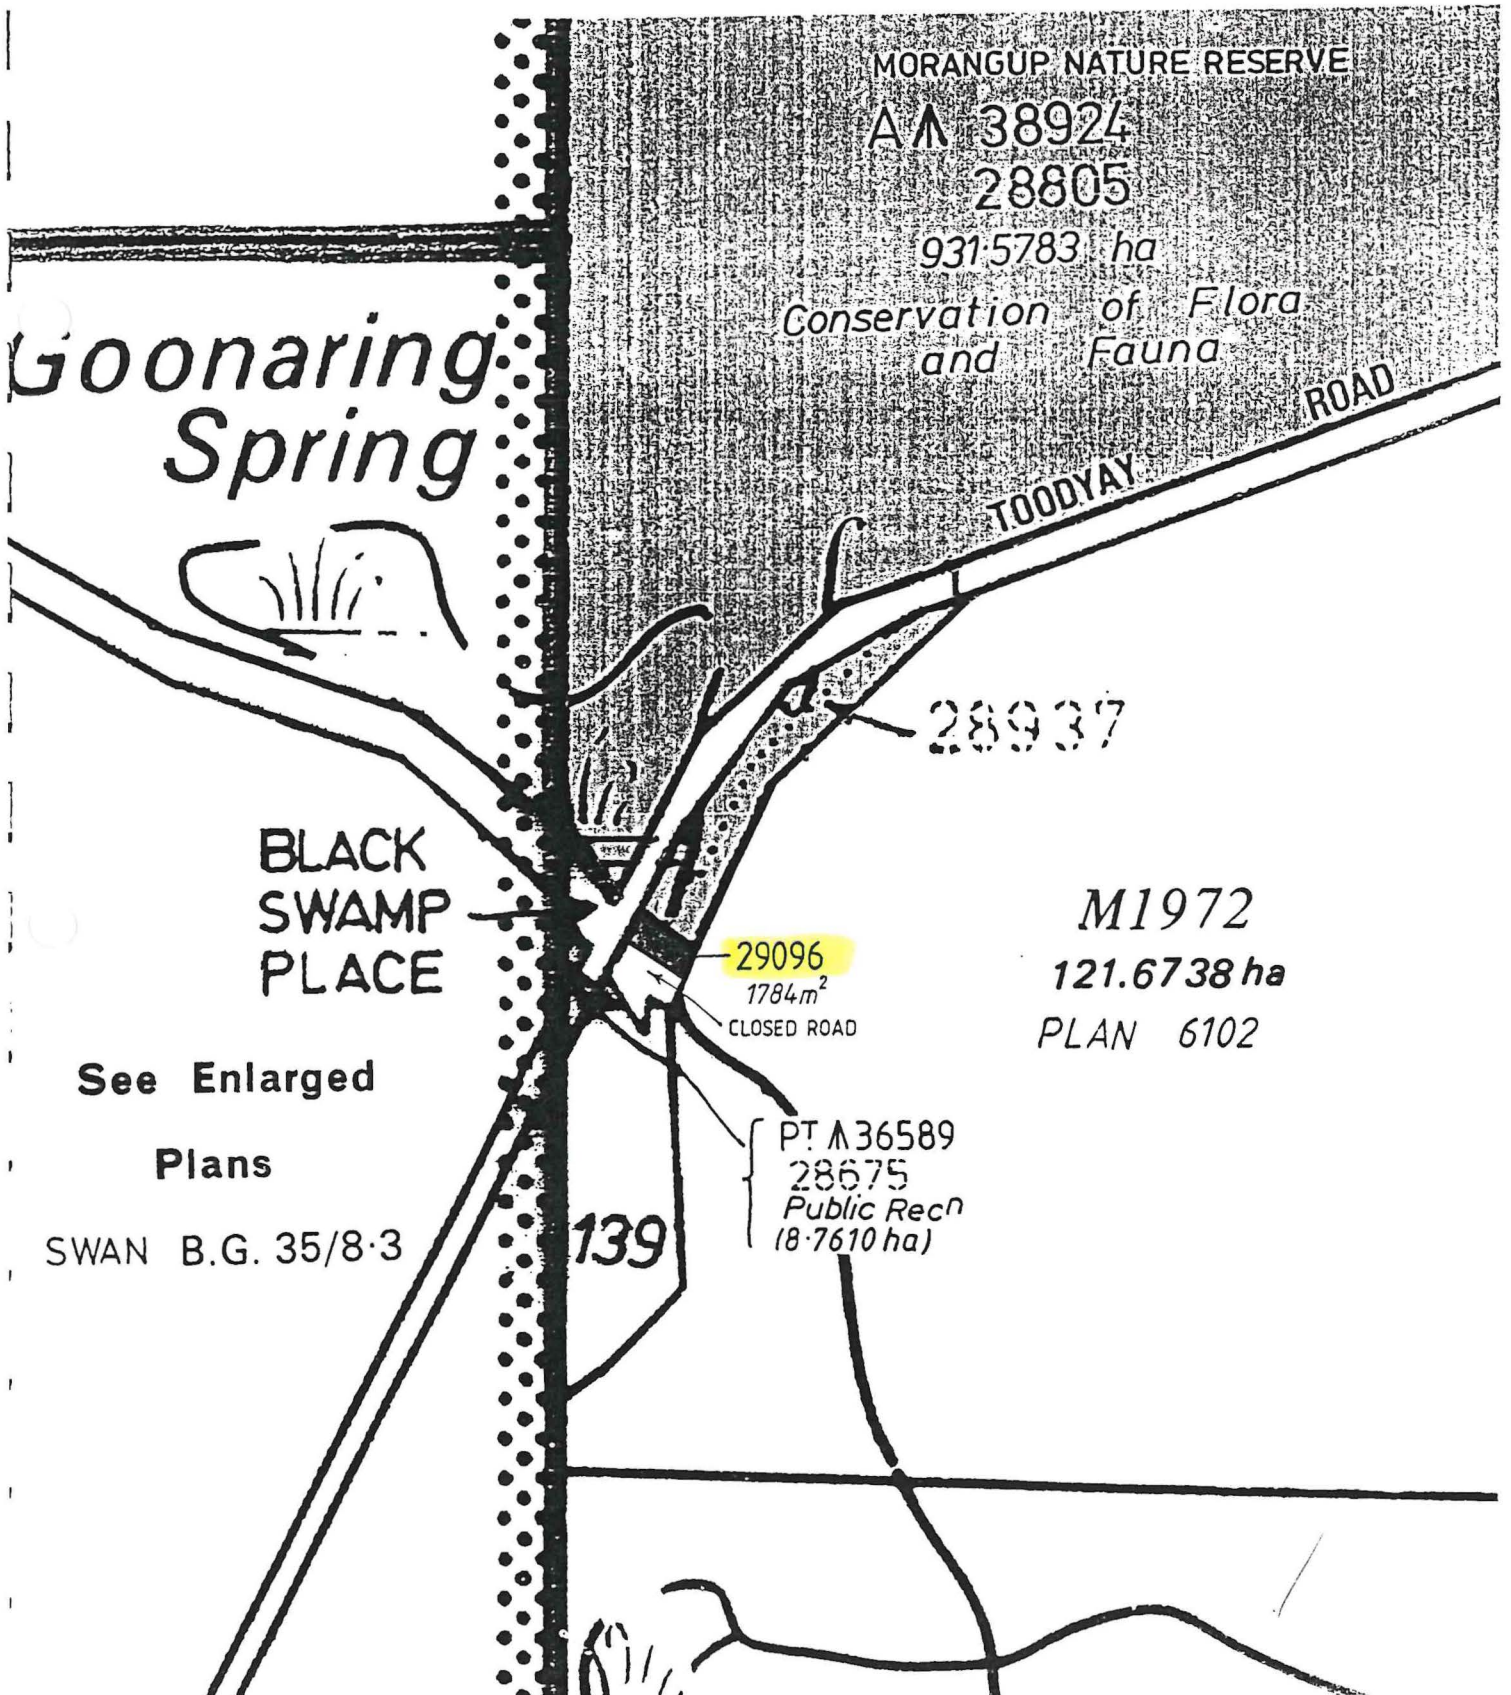 MORANGUP NATURE RESERVE
A 38924
28805
931·5783 ha
Conservation of Flora
and Fauna
Goonaring
Spring
TOODYAY ROAD
28937
BLACK
SWAMP
PLACE
29096
1784m²
CLOSED ROAD
M1972
121.6738 ha
PLAN 6102
See Enlarged
Plans
SWAN B.G. 35/8·3
PT 36589
28675
Public Recn
(8·7610 ha)
139